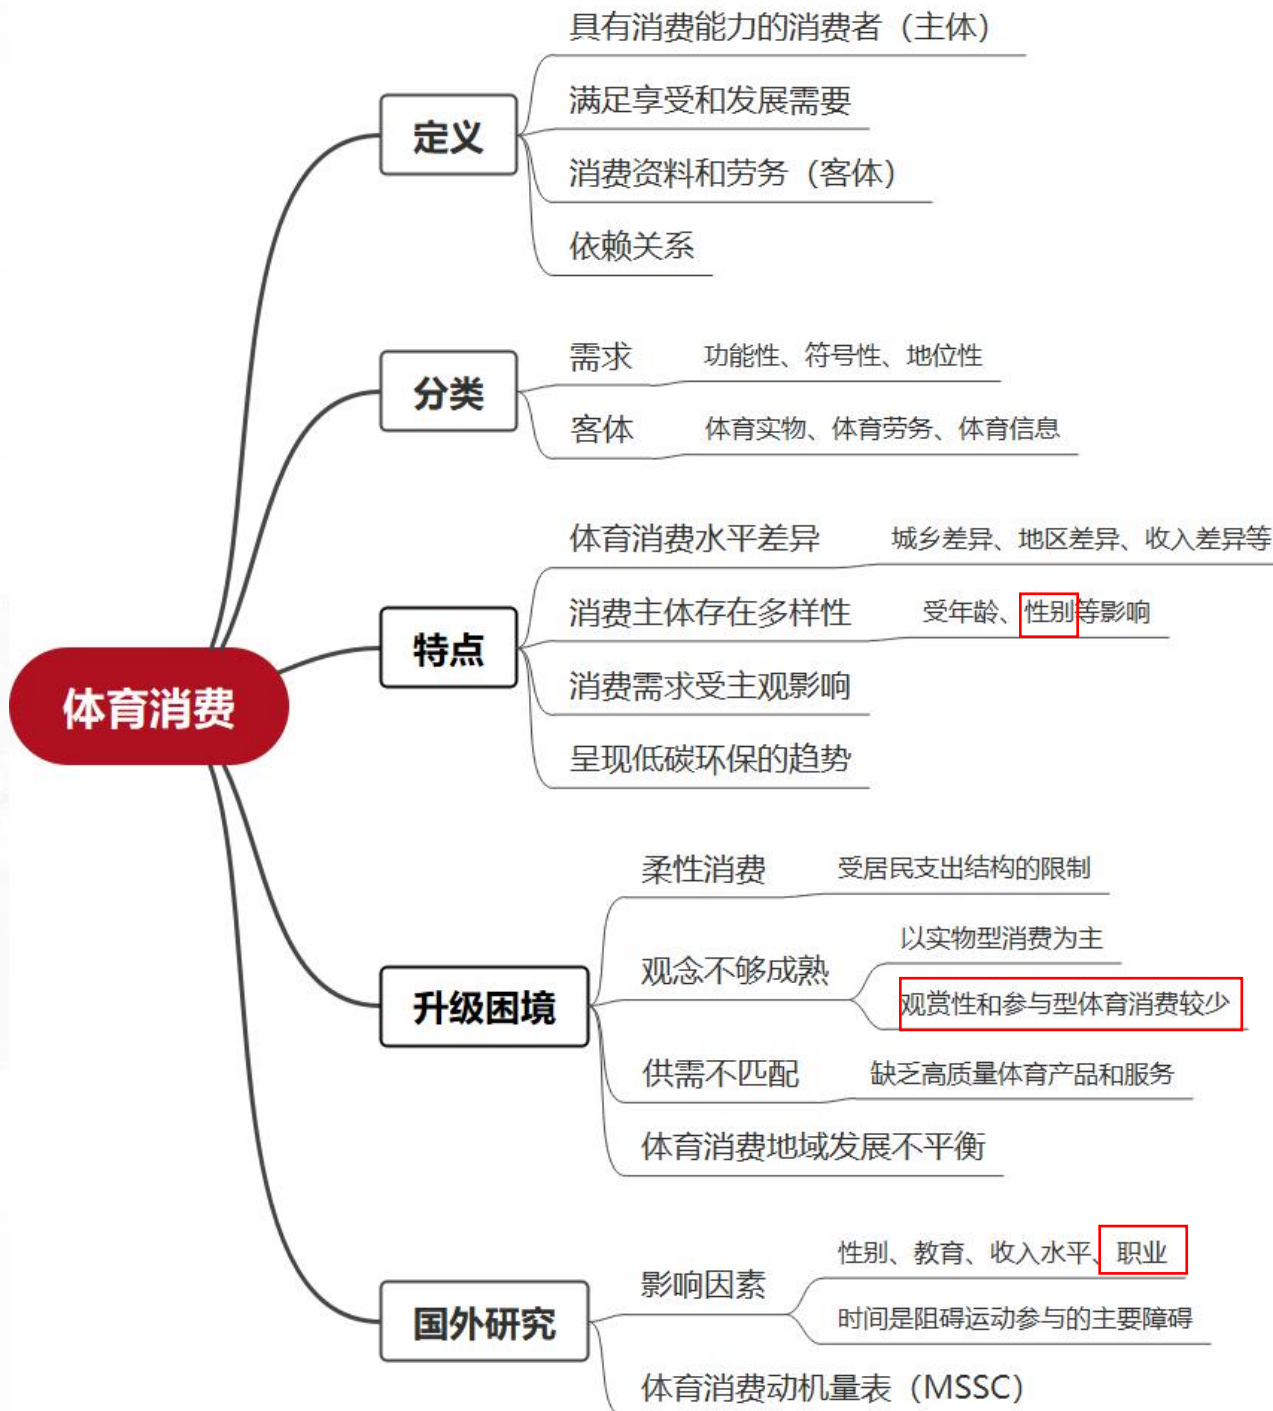 体育消费
定义
具有消费能力的消费者（主体）
满足享受和发展需要
消费资料和劳务（客体）
依赖关系
分类
需求
功能性、符号性、地位性
客体
体育实物、体育劳务、体育信息
特点
体育消费水平差异
城乡差异、地区差异、收入差异等
消费主体存在多样性
受年龄、性别等影响
消费需求受主观影响
呈现低碳环保的趋势
升级困境
柔性消费
受居民支出结构的限制
观念不够成熟
以实物型消费为主
观赏性和参与型体育消费较少
供需不匹配
缺乏高质量体育产品和服务
体育消费地域发展不平衡
国外研究
影响因素
性别、教育、收入水平、职业
时间是阻碍运动参与的主要障碍
体育消费动机量表（MSSC）